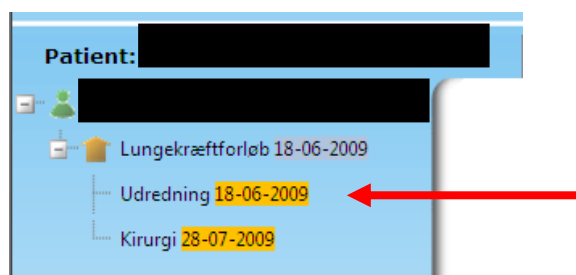 Patient:
Lungekræftforløb 18-06-2009
Udredning 18-06-2009
Kirurgi 28-07-2009